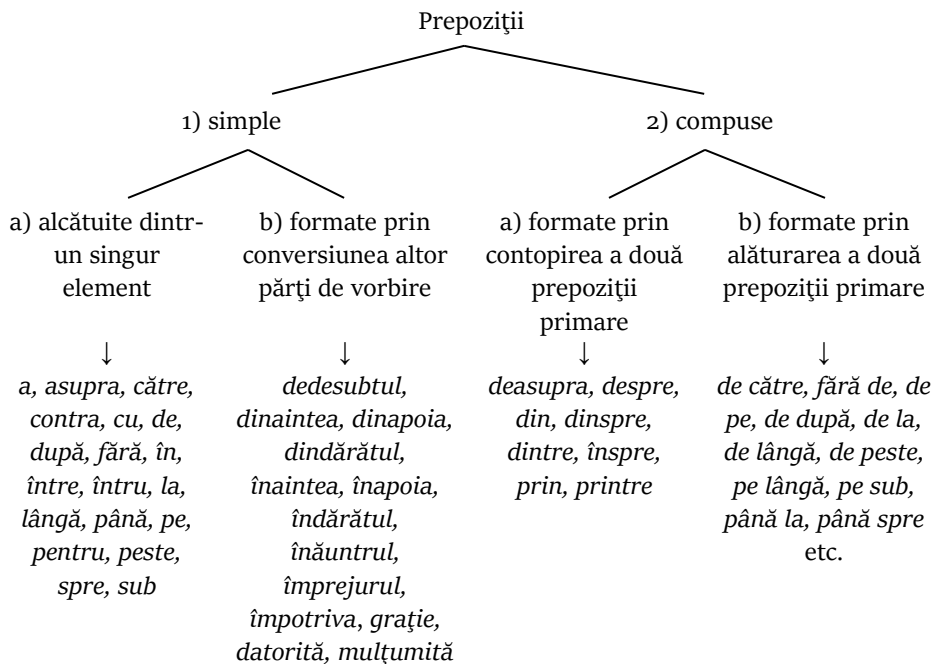 Prepoziţii
1) simple
2) compuse
a) alcătuite dintr-
un singur
element
↓
a, asupra, către,
contra, cu, de,
după, fără, în,
între, întru, la,
lângă, până, pe,
pentru, peste,
spre, sub
b) formate prin
conversiunea altor
părţi de vorbire
↓
dedesubtul,
dinaintea, dinapoia,
dindărătul,
înaintea, înapoia,
îndărătul,
înăuntrul,
împrejurul,
împotriva, graţie,
datorită, mulţumită
a) formate prin
contopirea a două
prepoziţii
primare
↓
deasupra, despre,
din, dinspre,
dintre, înspre,
prin, printre
b) formate prin
alăturarea a două
prepoziţii primare
↓
de către, fără de, de
pe, de după, de la,
de lângă, de peste,
pe lângă, pe sub,
până la, până spre
etc.